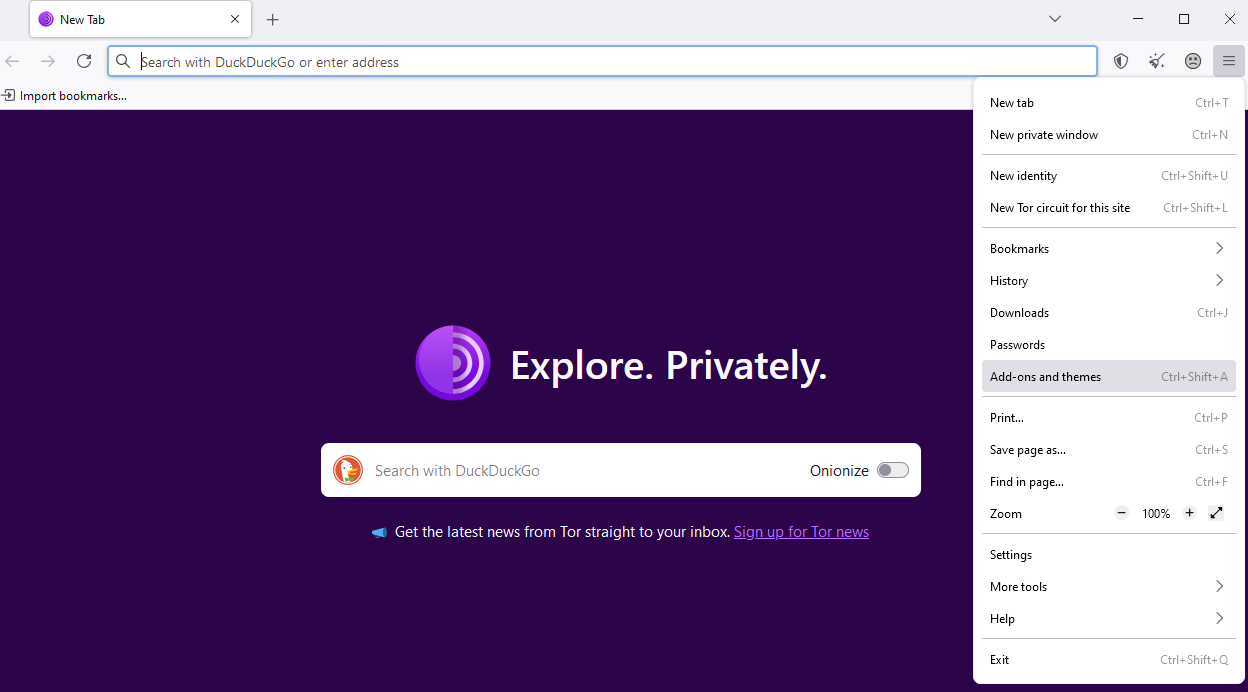 New Tab
Search with DuckDuckGo or enter address
Import bookmarks...
New tab Ctrl+T
New private window Ctrl+N
New identity Ctrl+Shift+U
New Tor circuit for this site Ctrl+Shift+L
Bookmarks
History
Downloads Ctrl+J
Passwords
Add-ons and themes Ctrl+Shift+A
Print... Ctrl+P
Save page as... Ctrl+S
Find in page... Ctrl+F
Zoom − 100% +
Settings
More tools
Help
Exit Ctrl+Shift+Q
Explore. Privately.
Search with DuckDuckGo Onionize
Get the latest news from Tor straight to your inbox. Sign up for Tor news